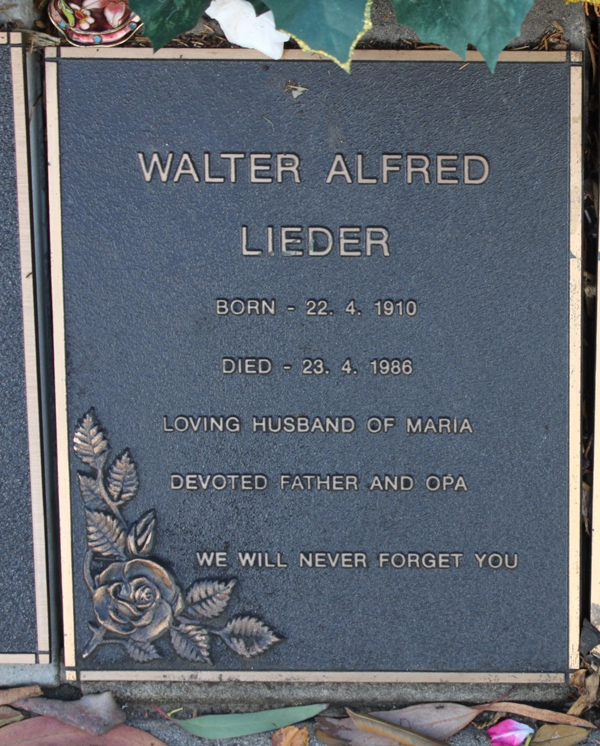 WALTER ALFRED
LIEDER
BORN - 22. 4. 1910
DIED - 23. 4. 1986
LOVING HUSBAND OF MARIA
DEVOTED FATHER AND OPA
WE WILL NEVER FORGET YOU